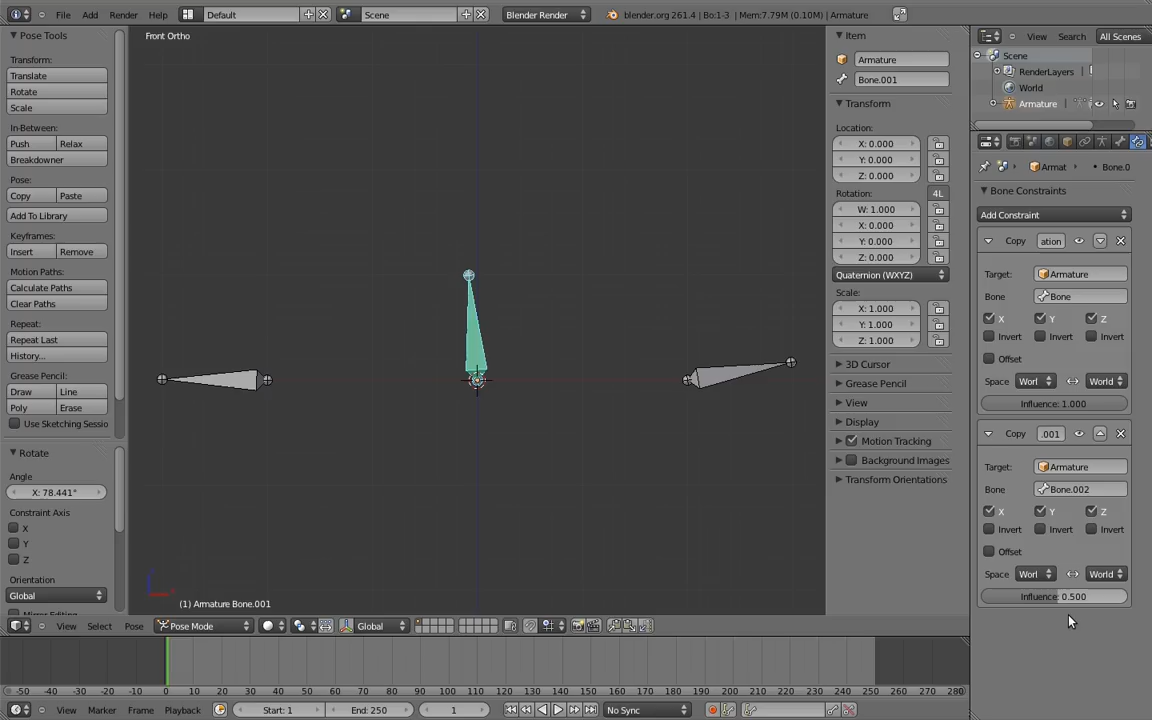 File Add Render Help Default Scene Blender Render blender.org 261.4 | Bo:1-3 | Mem:7.79M (0.10M) | Armature
Pose Tools
Transform:
Translate
Rotate
Scale
In-Between:
Push Relax
Breakdowner
Pose:
Copy Paste
Add To Library
Keyframes:
Insert Remove
Motion Paths:
Calculate Paths
Clear Paths
Repeat:
Repeat Last
History...
Grease Pencil:
Draw Line
Poly Erase
Use Sketching Sessio
Rotate
Angle
X: 78.441°
Constraint Axis
X
Y
Z
Orientation
Global
Front Ortho
(1) Armature Bone.001
View Select Pose Pose Mode Global
Item
Armature
Bone.001
Transform
Location:
X: 0.000
Y: 0.000
Z: 0.000
Rotation: 4L
W: 1.000
X: 0.000
Y: 0.000
Z: 0.000
Quaternion (WXYZ)
Scale:
X: 1.000
Y: 1.000
Z: 1.000
3D Cursor
Grease Pencil
View
Display
Motion Tracking
Background Images
Transform Orientations
View Search All Scenes
Scene
RenderLayers
World
Armature
Armat Bone.0
Bone Constraints
Add Constraint
Copy ation
Target: Armature
Bone Bone
X Y Z
Invert Invert Invert
Offset
Space Worl World
Influence: 1.000
Copy .001
Target: Armature
Bone Bone.002
X Y Z
Invert Invert Invert
Offset
Space Worl World
Influence: 0.500
-50 -40 -30 -20 -10 0 10 20 30 40 50 60 70 80 90 100 110 120 130 140 150 160 170 180 190 200 210 220 230 240 250 260 270 280
View Marker Frame Playback Start: 1 End: 250 1 No Sync